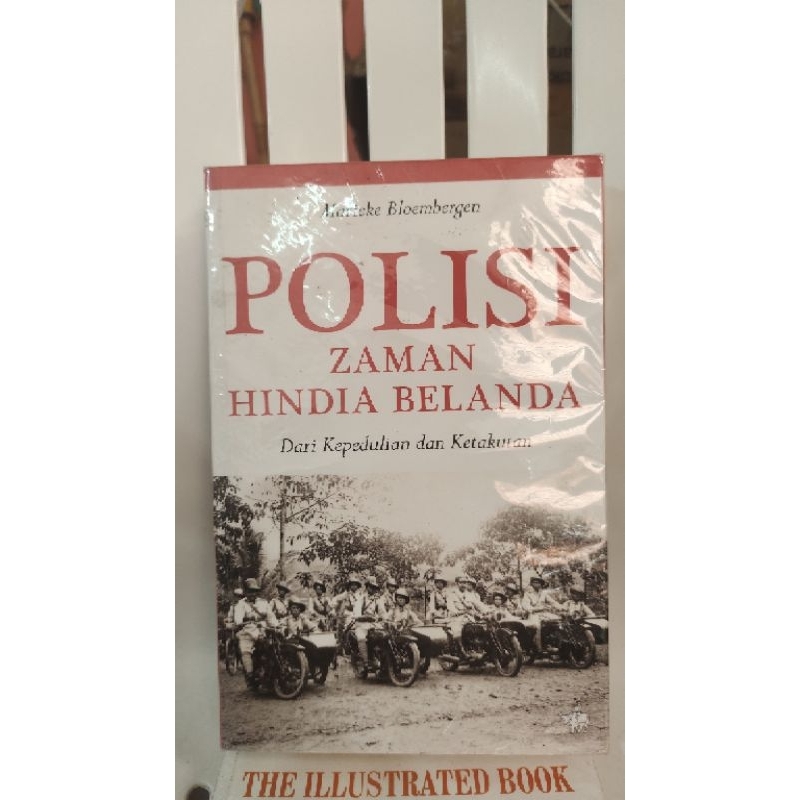 Marieke Bloembergen
POLISI
ZAMAN
HINDIA BELANDA
Dari Kepedulian dan Ketakutan
THE ILLUSTRATED BOOK